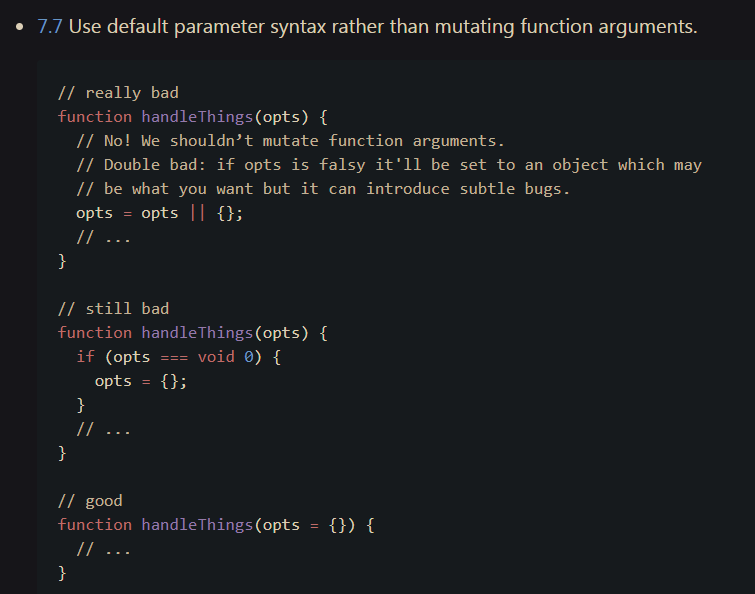 • 7.7 Use default parameter syntax rather than mutating function arguments.
// really bad
function handleThings(opts) {
  // No! We shouldn’t mutate function arguments.
  // Double bad: if opts is falsy it'll be set to an object which may
  // be what you want but it can introduce subtle bugs.
  opts = opts || {};
  // ...
}

// still bad
function handleThings(opts) {
  if (opts === void 0) {
    opts = {};
  }
  // ...
}

// good
function handleThings(opts = {}) {
  // ...
}